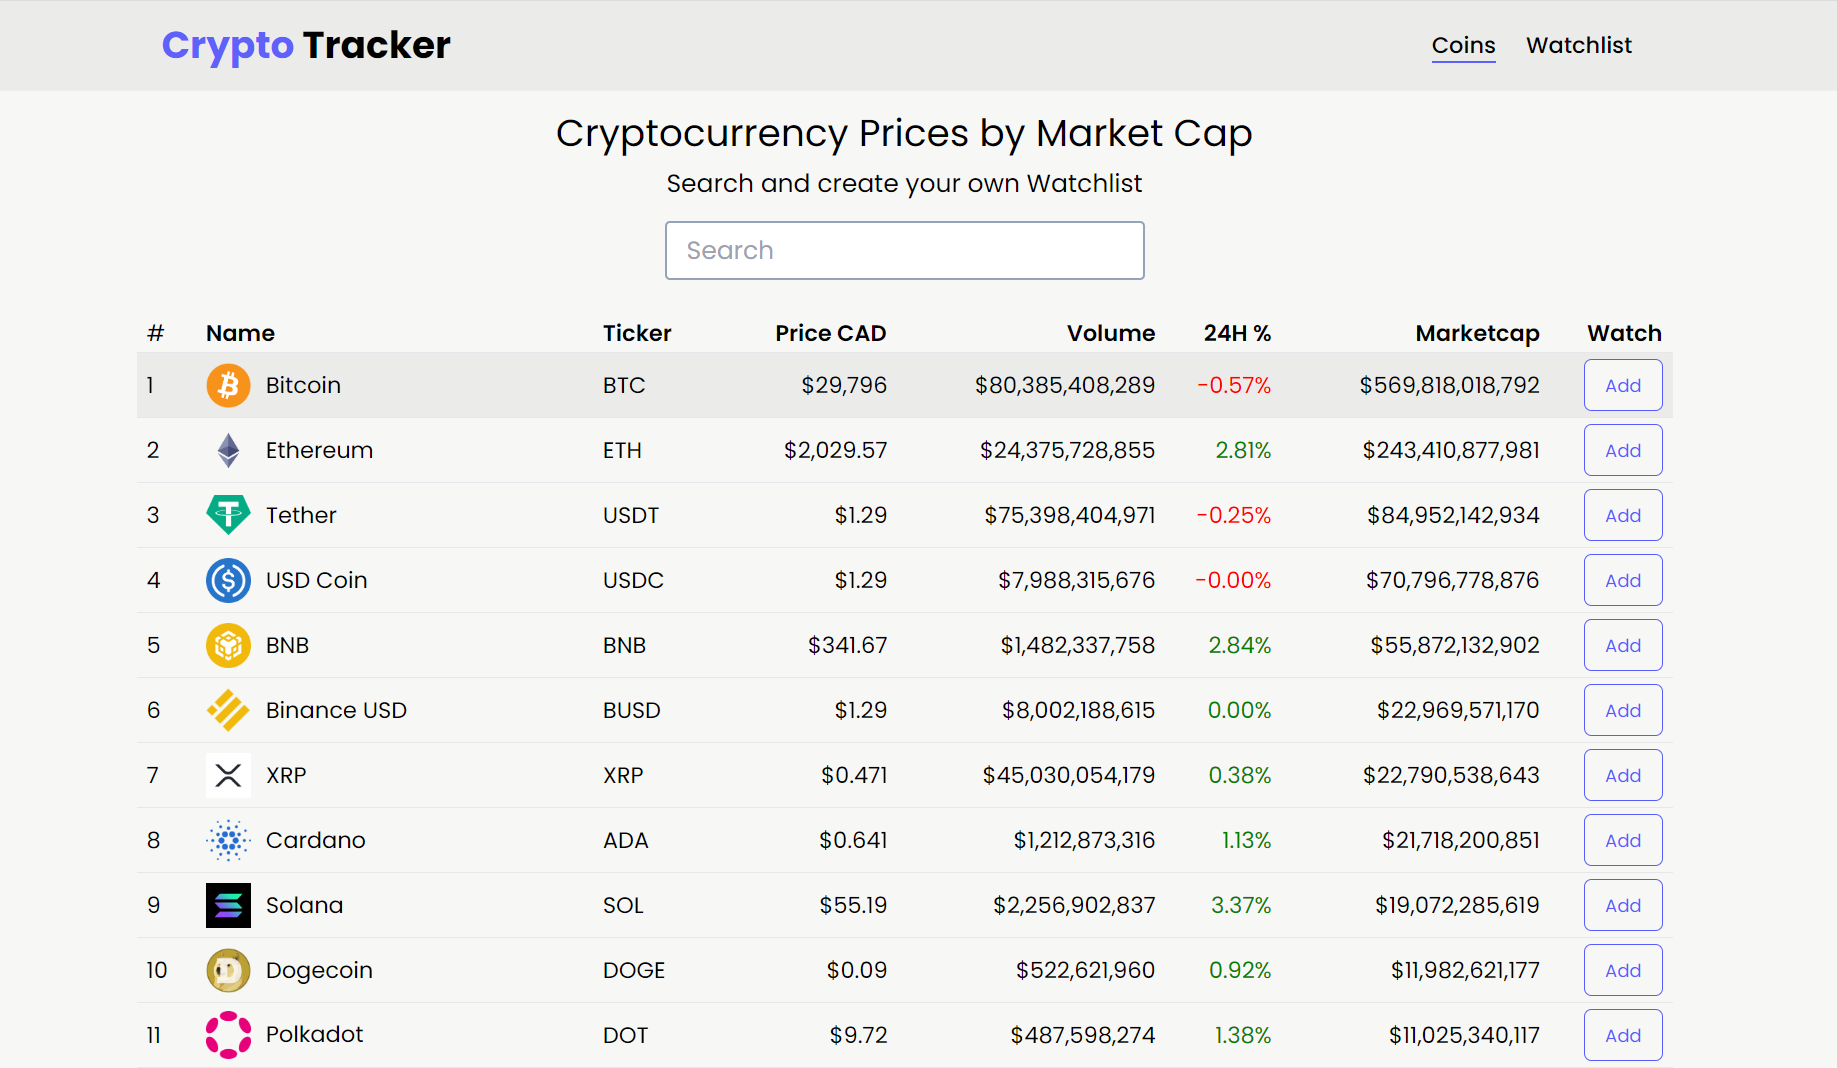 Crypto Tracker Coins Watchlist
Cryptocurrency Prices by Market Cap
Search and create your own Watchlist
Search
# Name Ticker Price CAD Volume 24H % Marketcap Watch
1 Bitcoin BTC $29,796 $80,385,408,289 -0.57% $569,818,018,792 Add
2 Ethereum ETH $2,029.57 $24,375,728,855 2.81% $243,410,877,981 Add
3 Tether USDT $1.29 $75,398,404,971 -0.25% $84,952,142,934 Add
4 USD Coin USDC $1.29 $7,988,315,676 -0.00% $70,796,778,876 Add
5 BNB BNB $341.67 $1,482,337,758 2.84% $55,872,132,902 Add
6 Binance USD BUSD $1.29 $8,002,188,615 0.00% $22,969,571,170 Add
7 XRP XRP $0.471 $45,030,054,179 0.38% $22,790,538,643 Add
8 Cardano ADA $0.641 $1,212,873,316 1.13% $21,718,200,851 Add
9 Solana SOL $55.19 $2,256,902,837 3.37% $19,072,285,619 Add
10 Dogecoin DOGE $0.09 $522,621,960 0.92% $11,982,621,177 Add
11 Polkadot DOT $9.72 $487,598,274 1.38% $11,025,340,117 Add